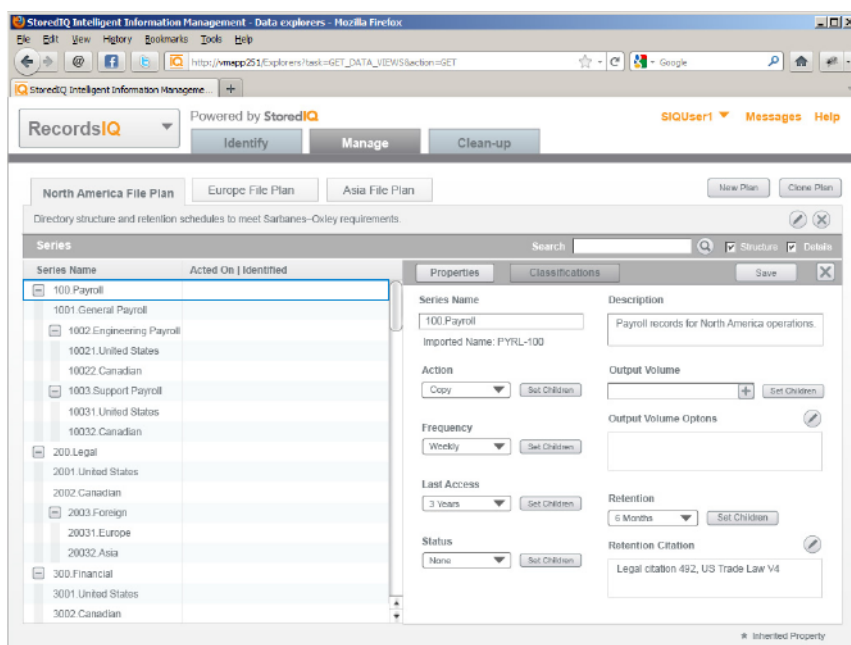 StoredIQ Intelligent Information Management - Data explorers - Mozilla Firefox
File Edit View History Bookmarks Tools Help
http://vmapp251/Explorers?task=GET_DATA_VIEWS&action=GET
Google
StoredIQ Intelligent Information Manageme...
RecordsIQ
Powered by StoredIQ
SIQUser1 Messages Help
Identify Manage Clean-up
North America File Plan Europe File Plan Asia File Plan
New Plan Clone Plan
Directory structure and retention schedules to meet Sarbanes-Oxley requirements.
Series Search Structure Details
Series Name Acted On | Identified
100.Payroll
1001.General Payroll
1002.Engineering Payroll
10021.United States
10022.Canadian
1003.Support Payroll
10031.United States
10032.Canadian
200.Legal
2001.United States
2002.Canadian
2003.Foreign
20031.Europe
20032.Asia
300.Financial
3001.United States
3002.Canadian
Properties Classifications Save
Series Name
100.Payroll
Imported Name: PYRL-100
Action
Copy Set Children
Frequency
Weekly Set Children
Last Access
3 Years Set Children
Status
None Set Children
Description
Payroll records for North America operations.
Output Volume
Set Children
Output Volume Optons
Retention
6 Months Set Children
Retention Citation
Legal citation 492, US Trade Law V4
Inherited Property